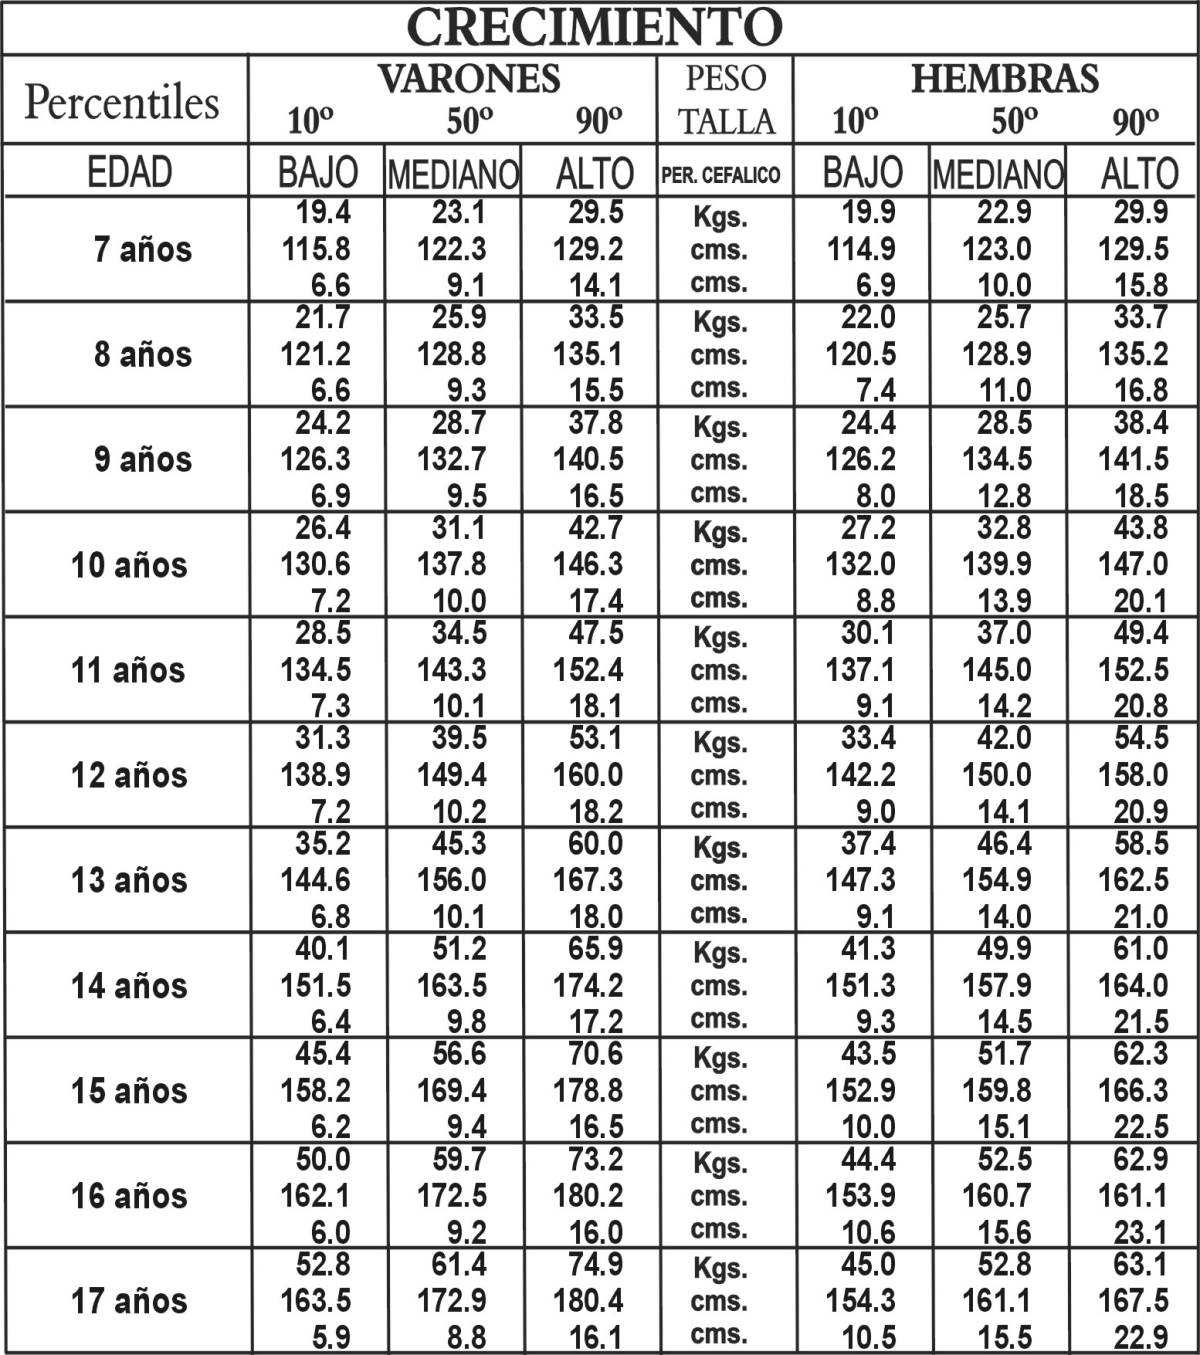 CRECIMIENTO
Percentiles VARONES PESO HEMBRAS
10º 50º 90º TALLA 10º 50º 90º
EDAD BAJO MEDIANO ALTO PER. CEFALICO BAJO MEDIANO ALTO
19.4 23.1 29.5 Kgs. 19.9 22.9 29.9
7 años 115.8 122.3 129.2 cms. 114.9 123.0 129.5
6.6 9.1 14.1 cms. 6.9 10.0 15.8
21.7 25.9 33.5 Kgs. 22.0 25.7 33.7
8 años 121.2 128.8 135.1 cms. 120.5 128.9 135.2
6.6 9.3 15.5 cms. 7.4 11.0 16.8
24.2 28.7 37.8 Kgs. 24.4 28.5 38.4
9 años 126.3 132.7 140.5 cms. 126.2 134.5 141.5
6.9 9.5 16.5 cms. 8.0 12.8 18.5
26.4 31.1 42.7 Kgs. 27.2 32.8 43.8
10 años 130.6 137.8 146.3 cms. 132.0 139.9 147.0
7.2 10.0 17.4 cms. 8.8 13.9 20.1
28.5 34.5 47.5 Kgs. 30.1 37.0 49.4
11 años 134.5 143.3 152.4 cms. 137.1 145.0 152.5
7.3 10.1 18.1 cms. 9.1 14.2 20.8
31.3 39.5 53.1 Kgs. 33.4 42.0 54.5
12 años 138.9 149.4 160.0 cms. 142.2 150.0 158.0
7.2 10.2 18.2 cms. 9.0 14.1 20.9
35.2 45.3 60.0 Kgs. 37.4 46.4 58.5
13 años 144.6 156.0 167.3 cms. 147.3 154.9 162.5
6.8 10.1 18.0 cms. 9.1 14.0 21.0
40.1 51.2 65.9 Kgs. 41.3 49.9 61.0
14 años 151.5 163.5 174.2 cms. 151.3 157.9 164.0
6.4 9.8 17.2 cms. 9.3 14.5 21.5
45.4 56.6 70.6 Kgs. 43.5 51.7 62.3
15 años 158.2 169.4 178.8 cms. 152.9 159.8 166.3
6.2 9.4 16.5 cms. 10.0 15.1 22.5
50.0 59.7 73.2 Kgs. 44.4 52.5 62.9
16 años 162.1 172.5 180.2 cms. 153.9 160.7 161.1
6.0 9.2 16.0 cms. 10.6 15.6 23.1
52.8 61.4 74.9 Kgs. 45.0 52.8 63.1
17 años 163.5 172.9 180.4 cms. 154.3 161.1 167.5
5.9 8.8 16.1 cms. 10.5 15.5 22.9